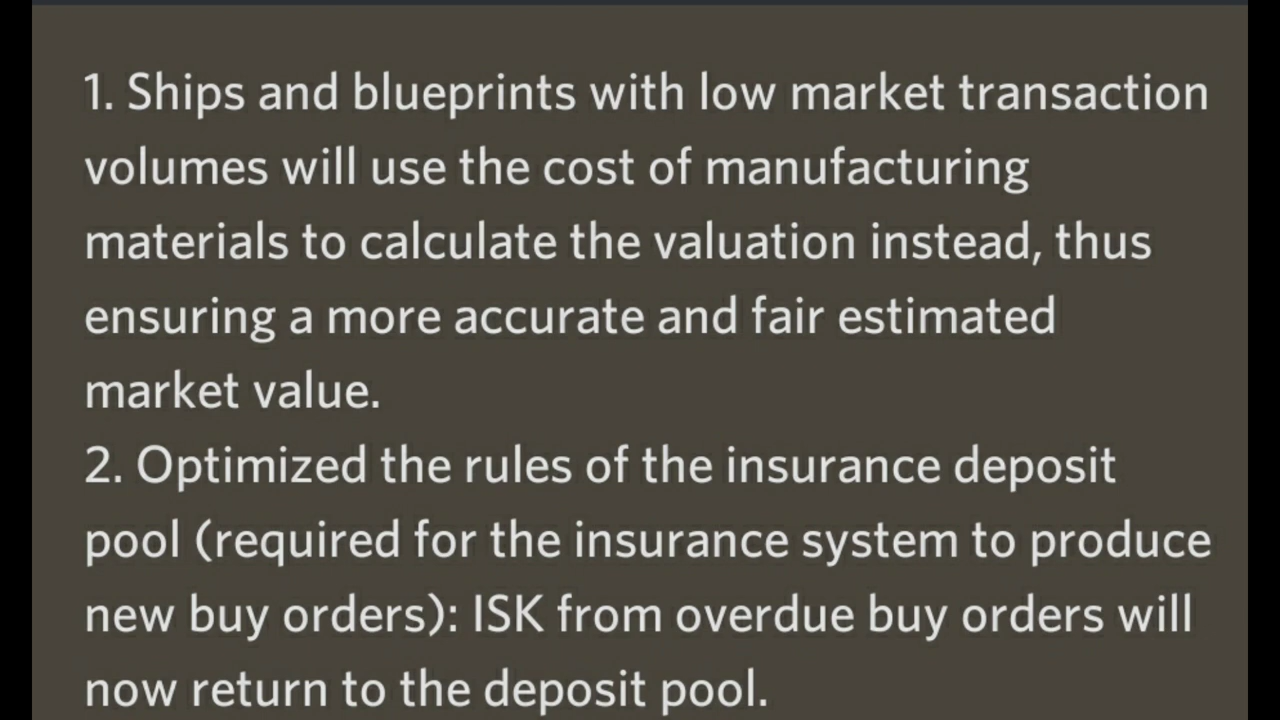 1. Ships and blueprints with low market transaction
volumes will use the cost of manufacturing
materials to calculate the valuation instead, thus
ensuring a more accurate and fair estimated
market value.
2. Optimized the rules of the insurance deposit
pool (required for the insurance system to produce
new buy orders): ISK from overdue buy orders will
now return to the deposit pool.